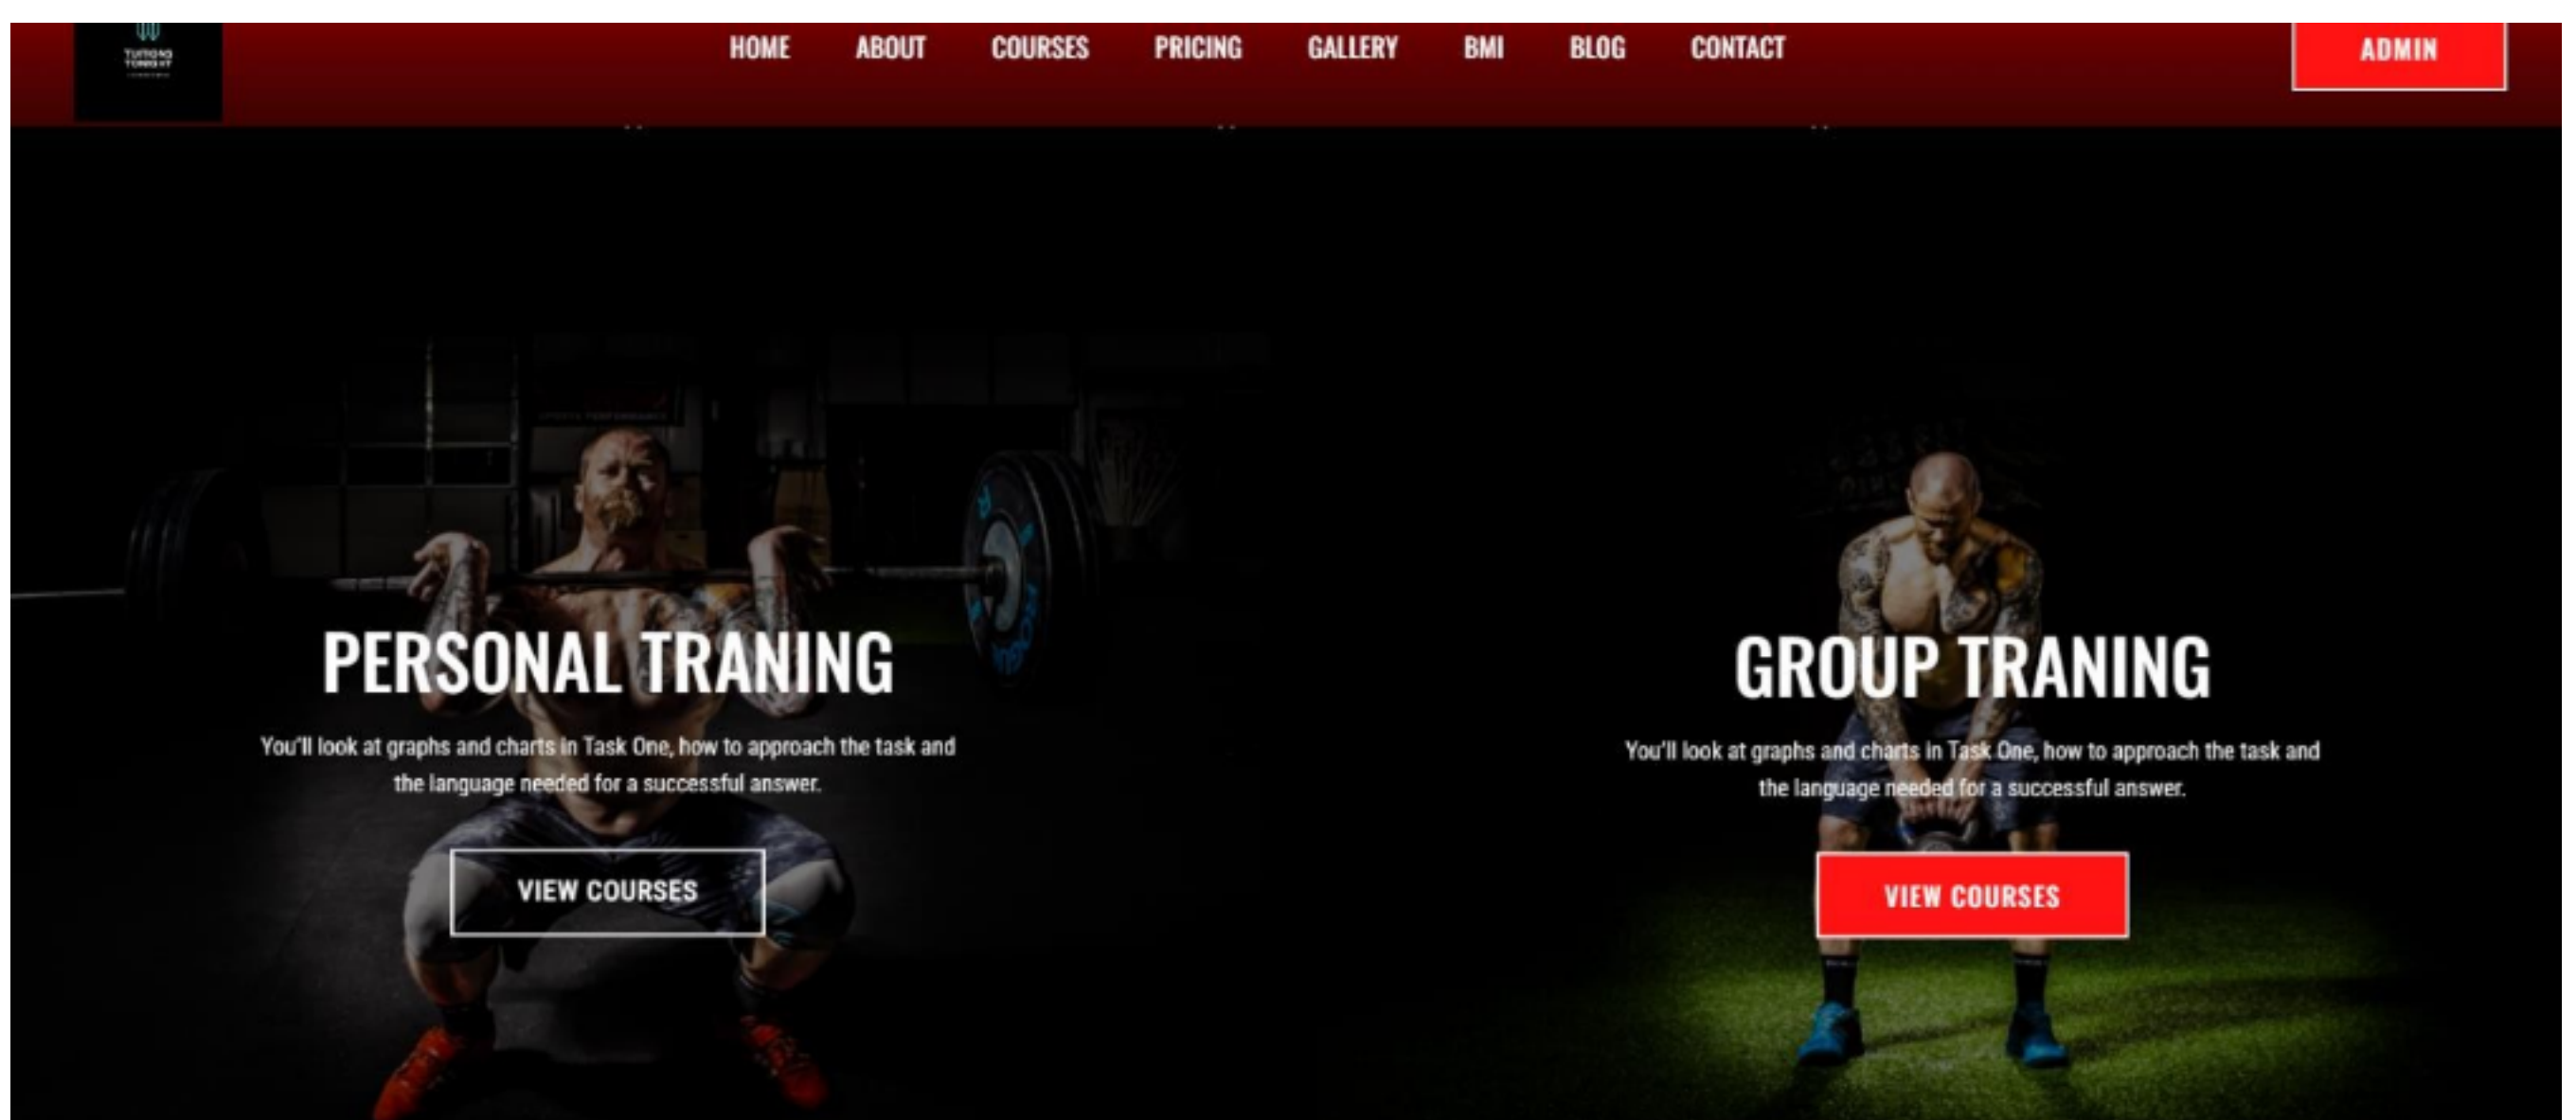 HOME ABOUT COURSES PRICING GALLERY BMI BLOG CONTACT ADMIN
PERSONAL TRANING
You'll look at graphs and charts in Task One, how to approach the task and
the language needed for a successful answer.
VIEW COURSES
GROUP TRANING
You'll look at graphs and charts in Task One, how to approach the task and
the language needed for a successful answer.
VIEW COURSES